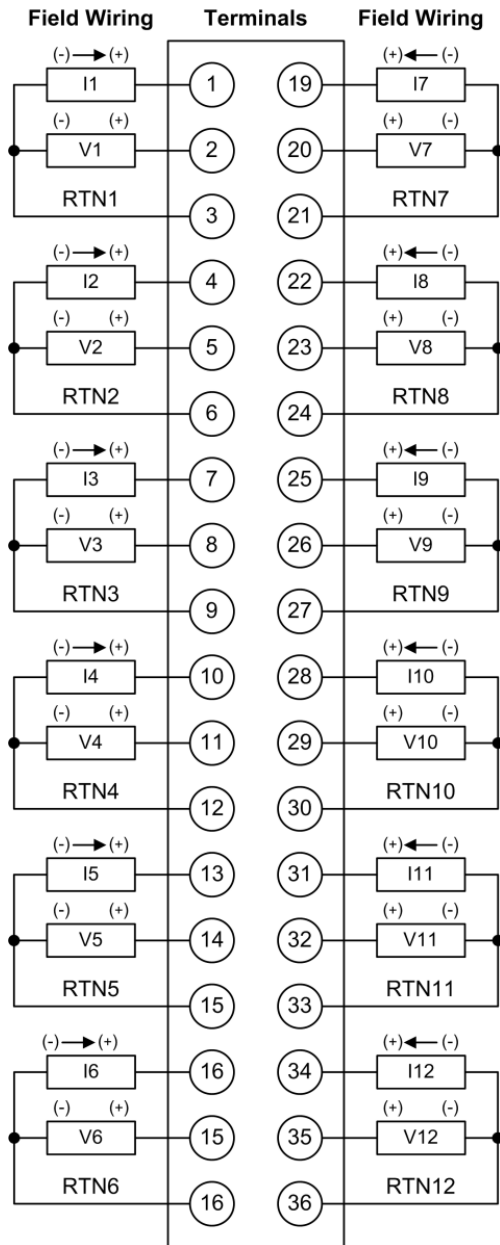 Field Wiring Terminals Field Wiring
(-) (+) (+) (-)
I1 1 19 I7
(-) (+) (+) (-)
V1 2 20 V7
RTN1 3 21 RTN7
(-) (+) (+) (-)
I2 4 22 I8
(-) (+) (+) (-)
V2 5 23 V8
RTN2 6 24 RTN8
(-) (+) (+) (-)
I3 7 25 I9
(-) (+) (+) (-)
V3 8 26 V9
RTN3 9 27 RTN9
(-) (+) (+) (-)
I4 10 28 I10
(-) (+) (+) (-)
V4 11 29 V10
RTN4 12 30 RTN10
(-) (+) (+) (-)
I5 13 31 I11
(-) (+) (+) (-)
V5 14 32 V11
RTN5 15 33 RTN11
(-) (+) (+) (-)
I6 16 34 I12
(-) (+) (+) (-)
V6 15 35 V12
RTN6 16 36 RTN12